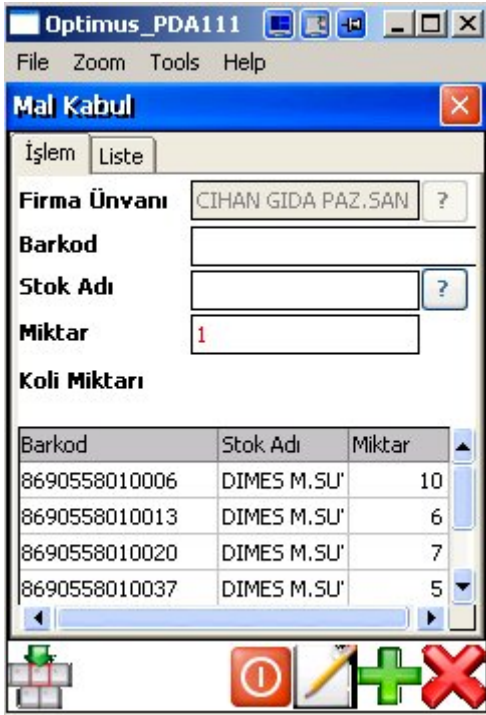 Optimus_PDA111
File Zoom Tools Help
Mal Kabul
İşlem Liste
Firma Ünvanı CIHAN GIDA PAZ.SAN ?
Barkod
Stok Adı ?
Miktar 1
Koli Miktarı
Barkod Stok Adı Miktar
8690558010006 DIMES M.SU' 10
8690558010013 DIMES M.SU' 6
8690558010020 DIMES M.SU' 7
8690558010037 DIMES M.SU' 5